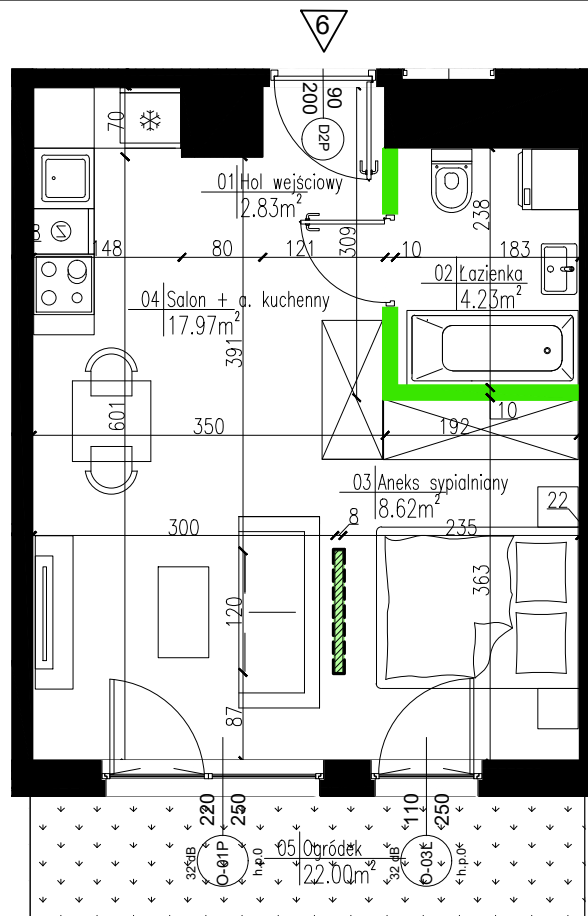 6
90
200
D2P
70
01 Hol wejściowy
2.83m²
238
309
8
148
80
121
10
183
02 Łazienka
4.23m²
04 Salon + a. kuchenny
17.97m²
391
601
10
350
192
03 Aneks sypialniany
8.62m²
22
8
300
235
363
120
87
220
250
110
250
32 dB
O-01P
h.p.0
05 Ogródek
22.00m²
32 dB
O-03L
h.p.0